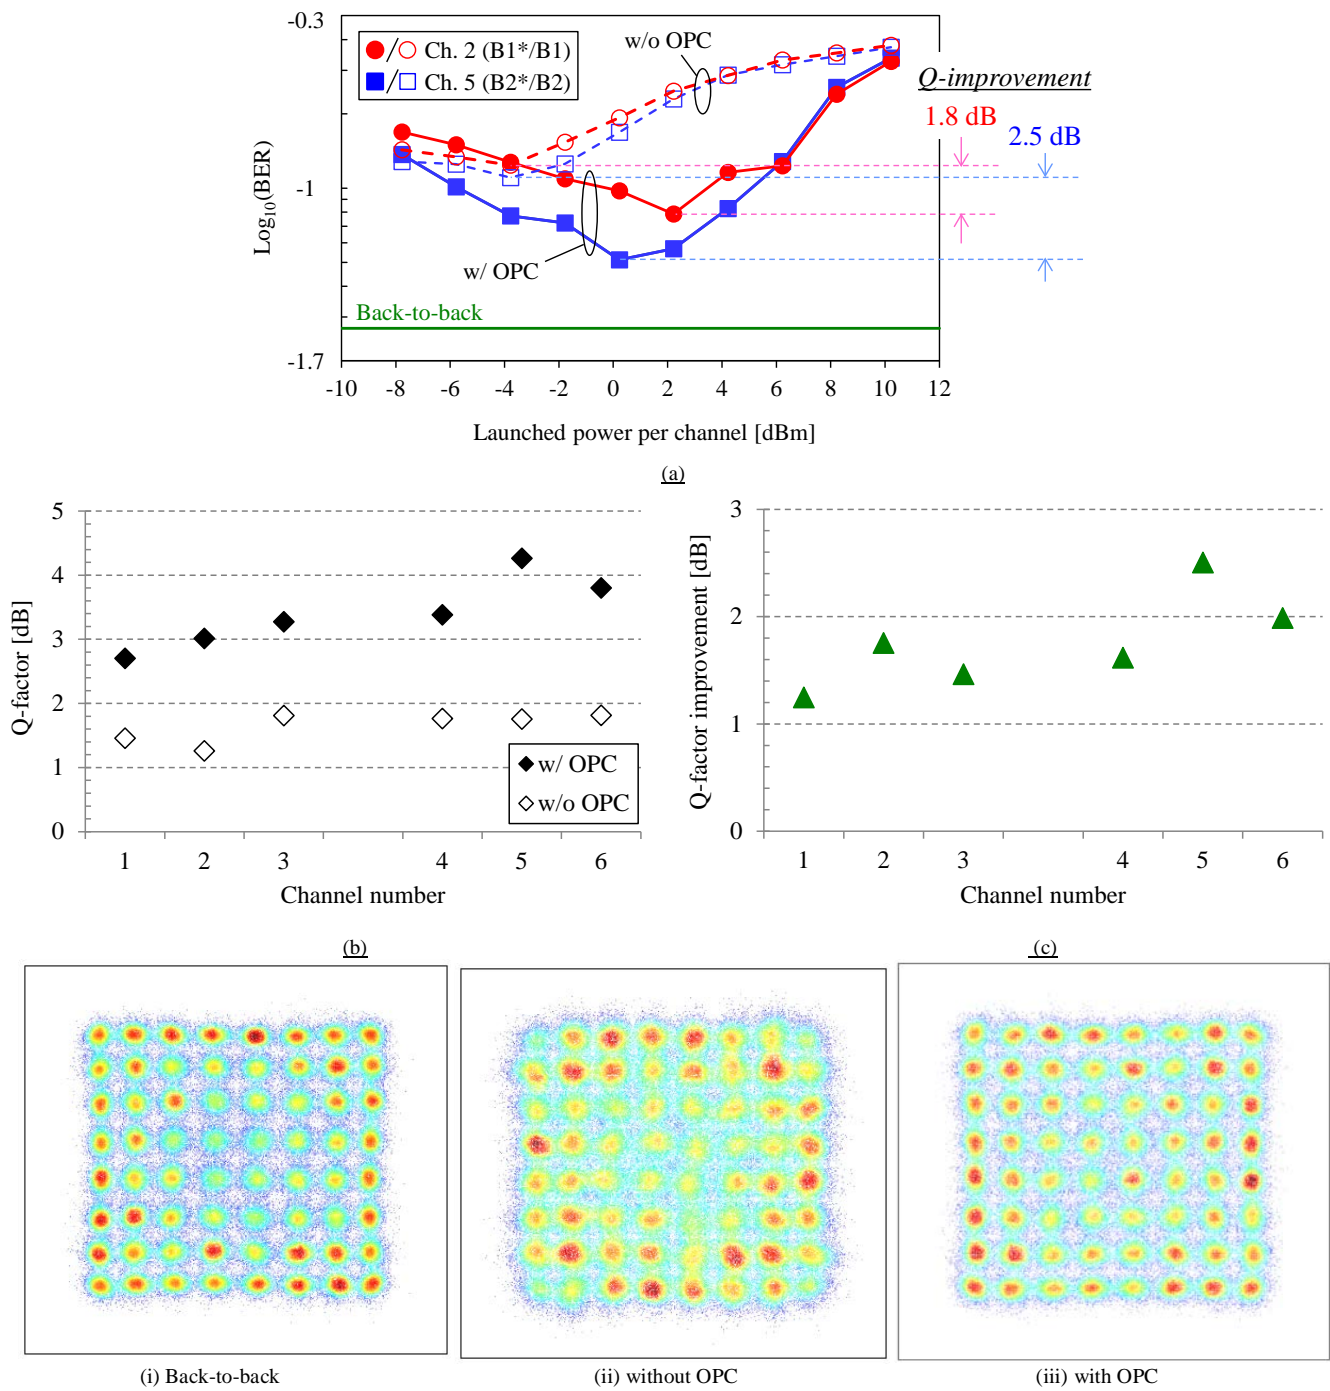 -0.3
-1
-1.7
Log10(BER)
Ch. 2 (B1*/B1)
Ch. 5 (B2*/B2)
w/o OPC
w/ OPC
Q-improvement
1.8 dB
2.5 dB
Back-to-back
-10 -8 -6 -4 -2 0 2 4 6 8 10 12
Launched power per channel [dBm]
(a)
Q-factor [dB]
5
4
3
2
1
0
w/ OPC
w/o OPC
1 2 3 4 5 6
Channel number
(b)
Q-factor improvement [dB]
3
2
1
0
1 2 3 4 5 6
Channel number
(c)
(i) Back-to-back
(ii) without OPC
(iii) with OPC